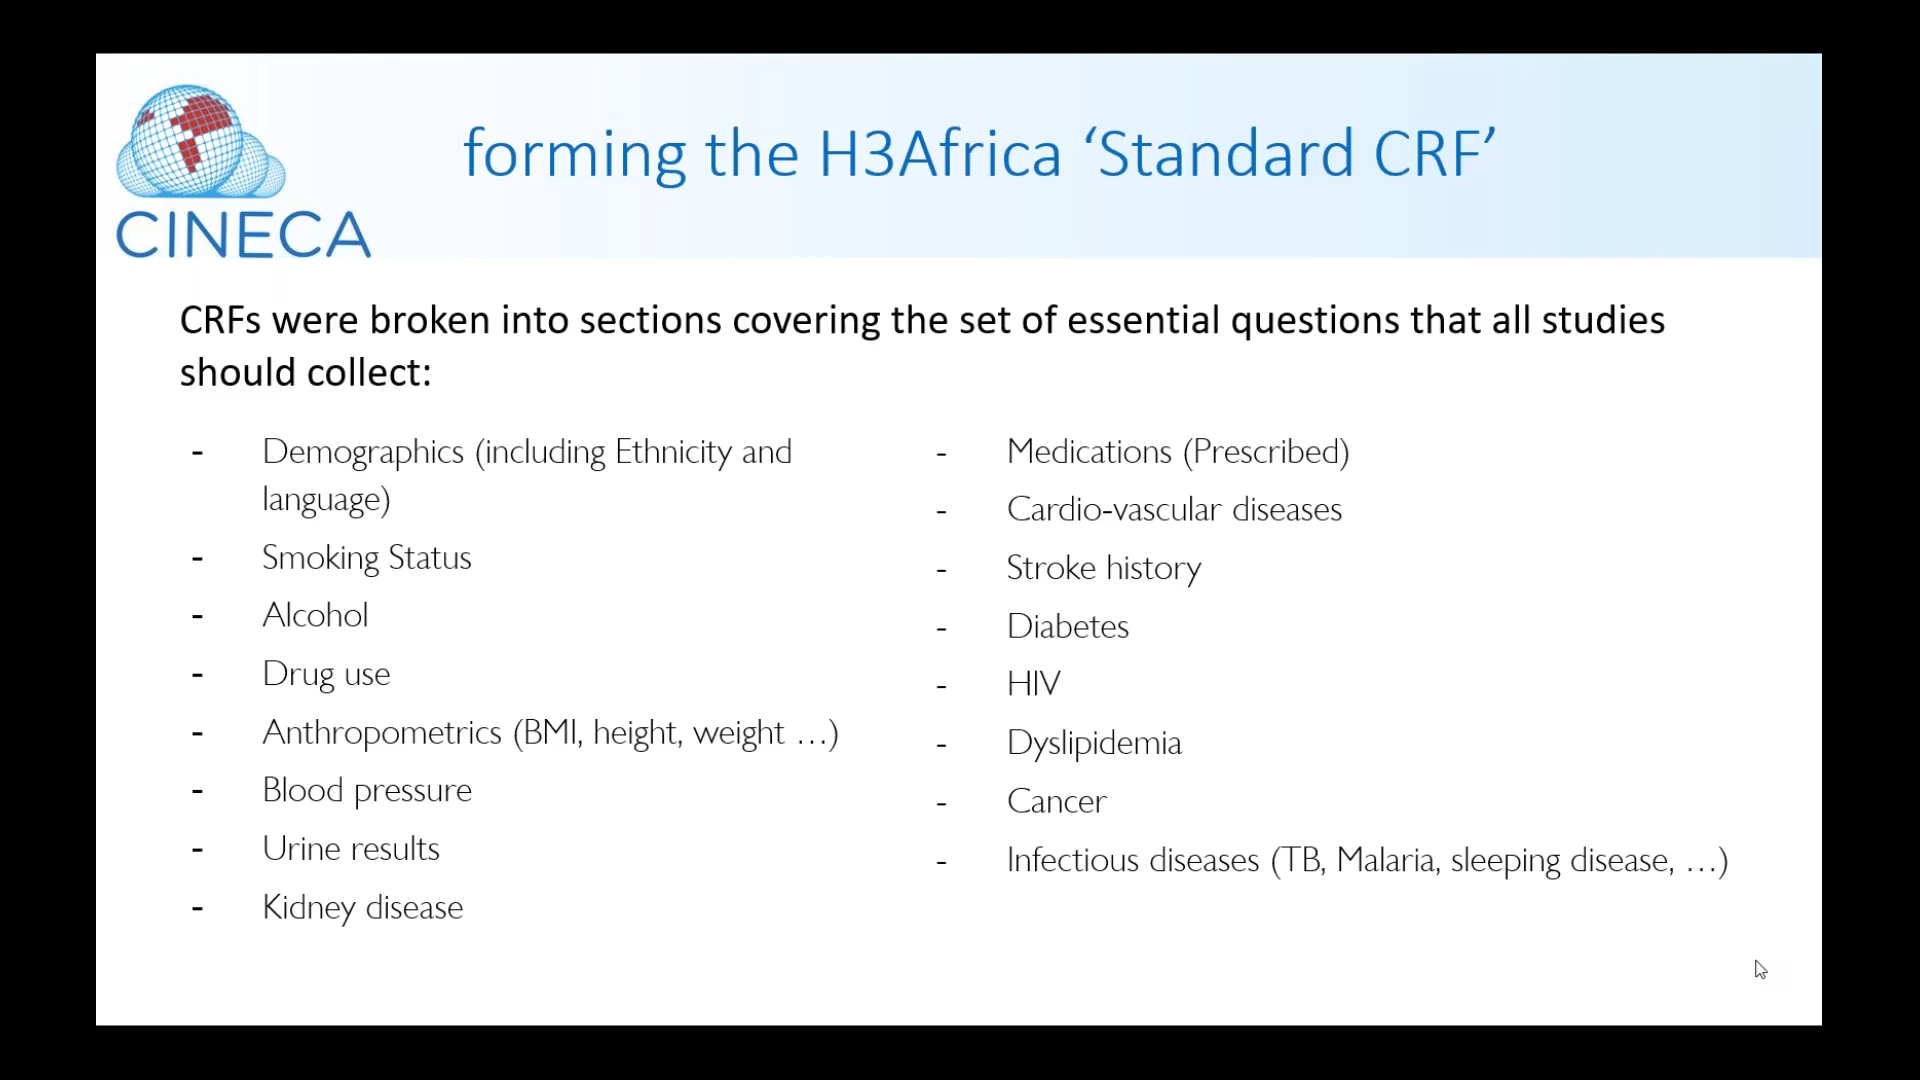 forming the H3Africa ‘Standard CRF’
CINECA
CRFs were broken into sections covering the set of essential questions that all studies
should collect:
- Demographics (including Ethnicity and
language)
- Smoking Status
- Alcohol
- Drug use
- Anthropometrics (BMI, height, weight …)
- Blood pressure
- Urine results
- Kidney disease
- Medications (Prescribed)
- Cardio-vascular diseases
- Stroke history
- Diabetes
- HIV
- Dyslipidemia
- Cancer
- Infectious diseases (TB, Malaria, sleeping disease, …)